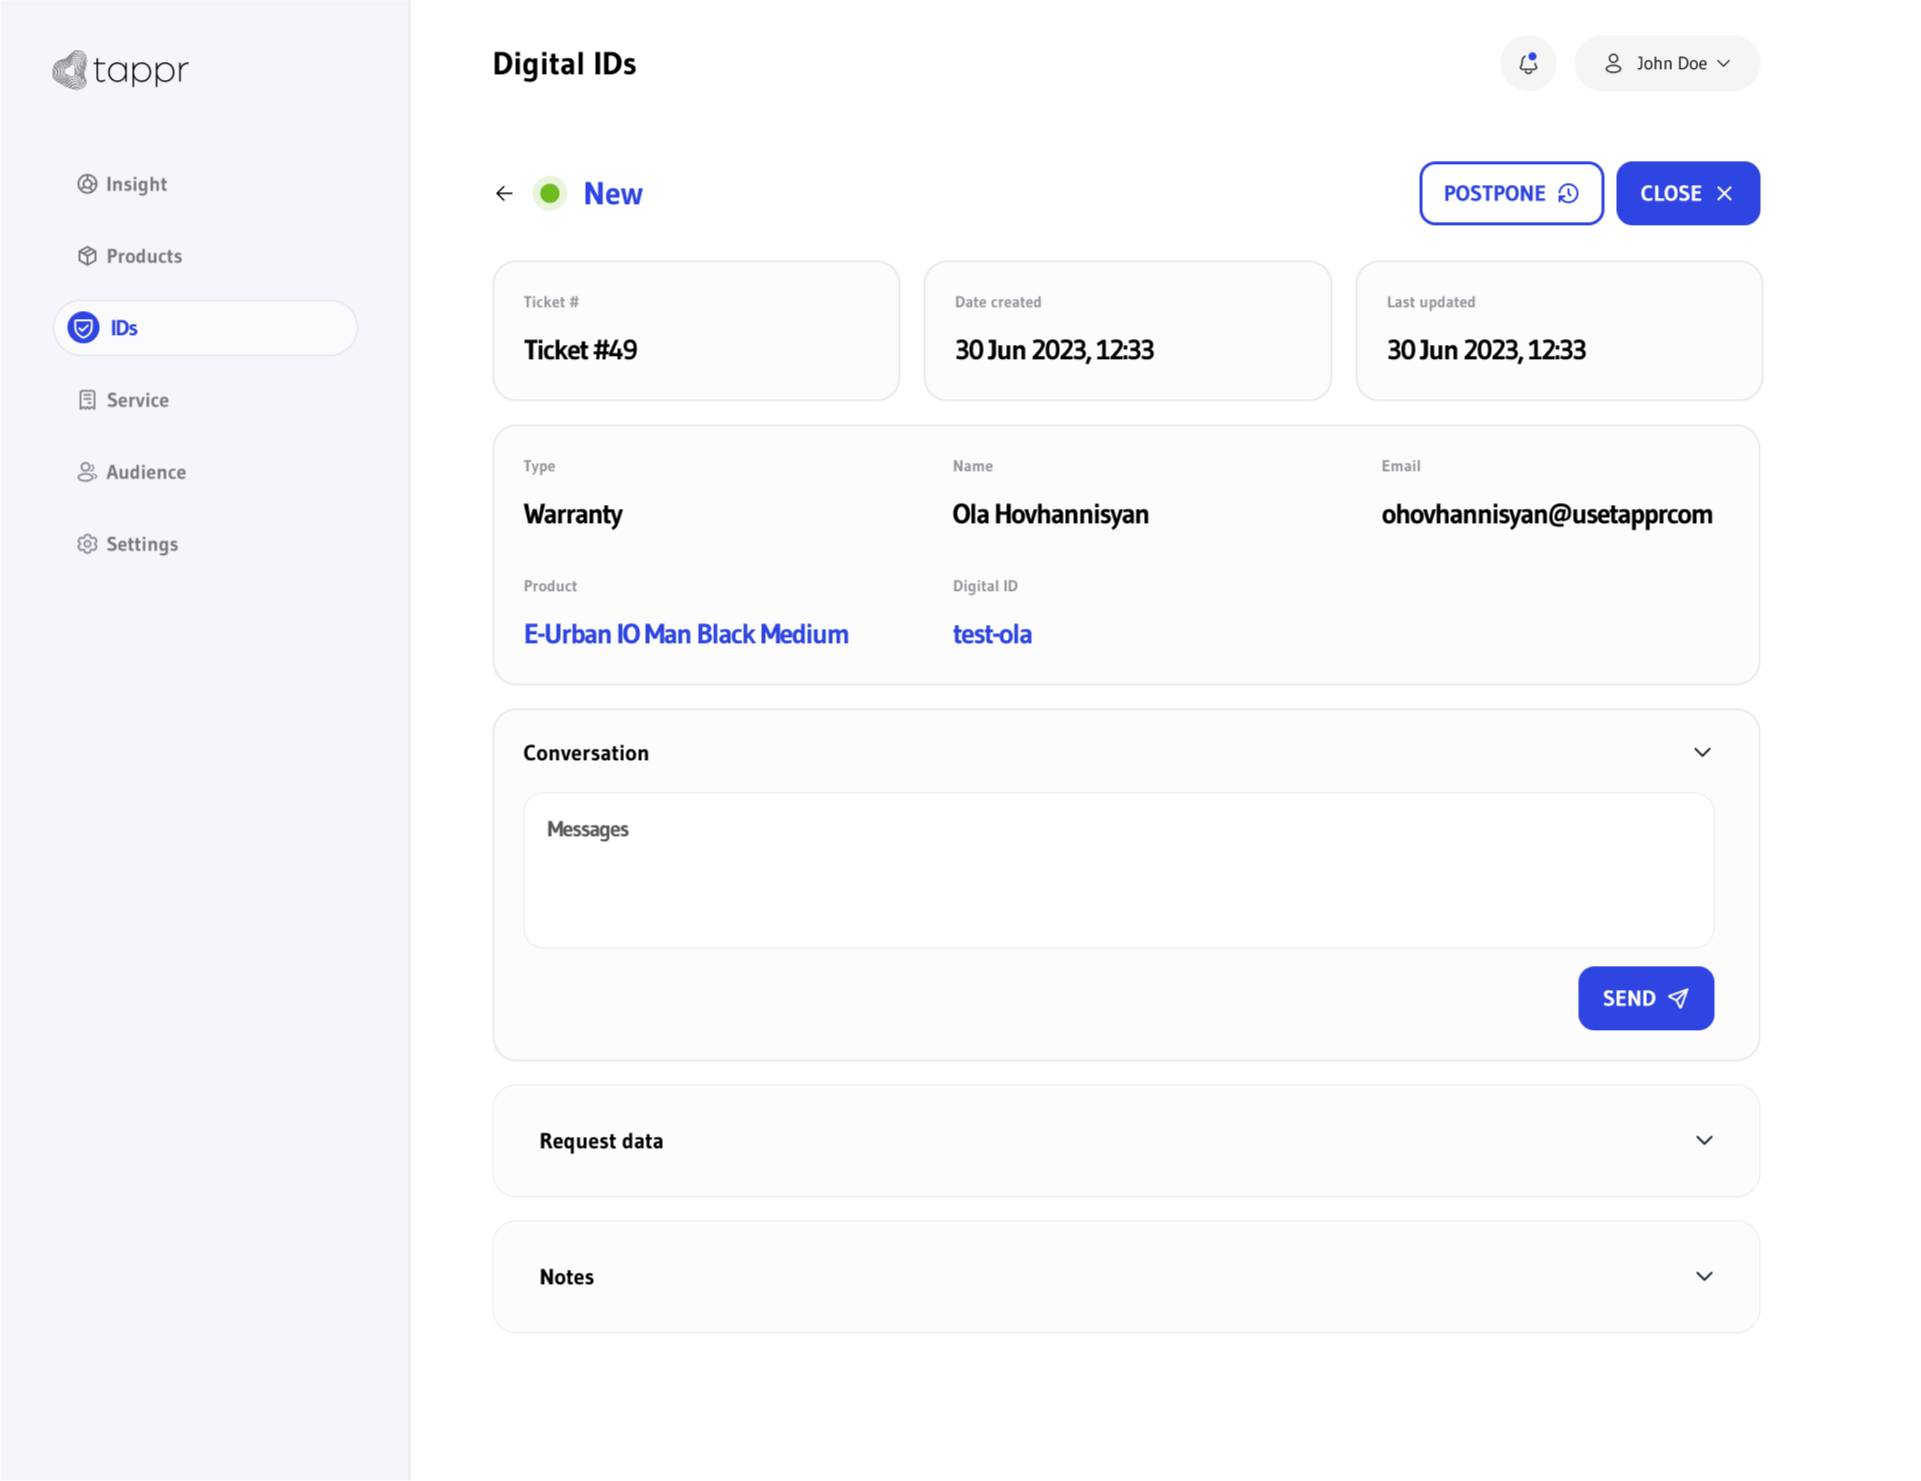 tappr
Digital IDs
John Doe
Insight
Products
IDs
Service
Audience
Settings
New
POSTPONE
CLOSE
Ticket #
Ticket #49
Date created
30 Jun 2023, 12:33
Last updated
30 Jun 2023, 12:33
Type
Warranty
Name
Ola Hovhannisyan
Email
ohovhannisyan@usetapprcom
Product
E-Urban IO Man Black Medium
Digital ID
test-ola
Conversation
Messages
SEND
Request data
Notes